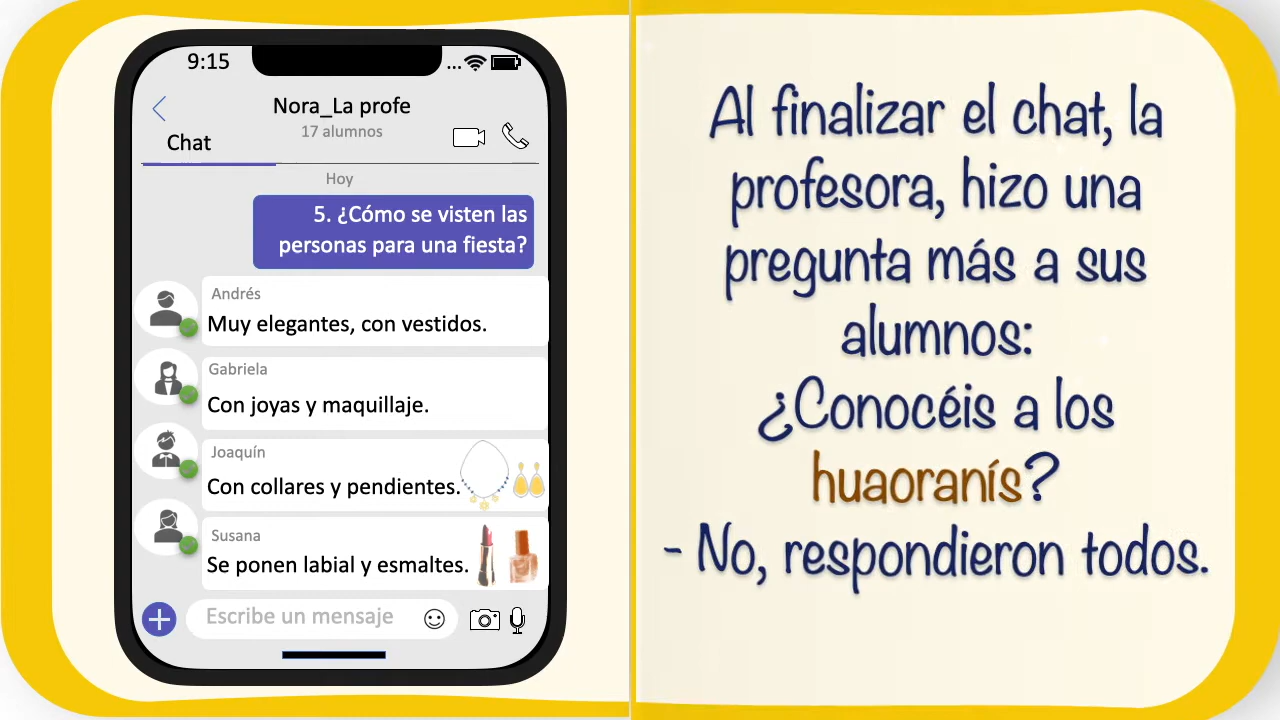 9:15
...
Nora_La profe
17 alumnos
Chat
Hoy
5. ¿Cómo se visten las
personas para una fiesta?
Andrés
Muy elegantes, con vestidos.
Gabriela
Con joyas y maquillaje.
Joaquín
Con collares y pendientes.
Susana
Se ponen labial y esmaltes.
Escribe un mensaje
Al finalizar el chat, la
profesora, hizo una
pregunta más a sus
alumnos:
¿Conocéis a los
huaoranís?
- No, respondieron todos.